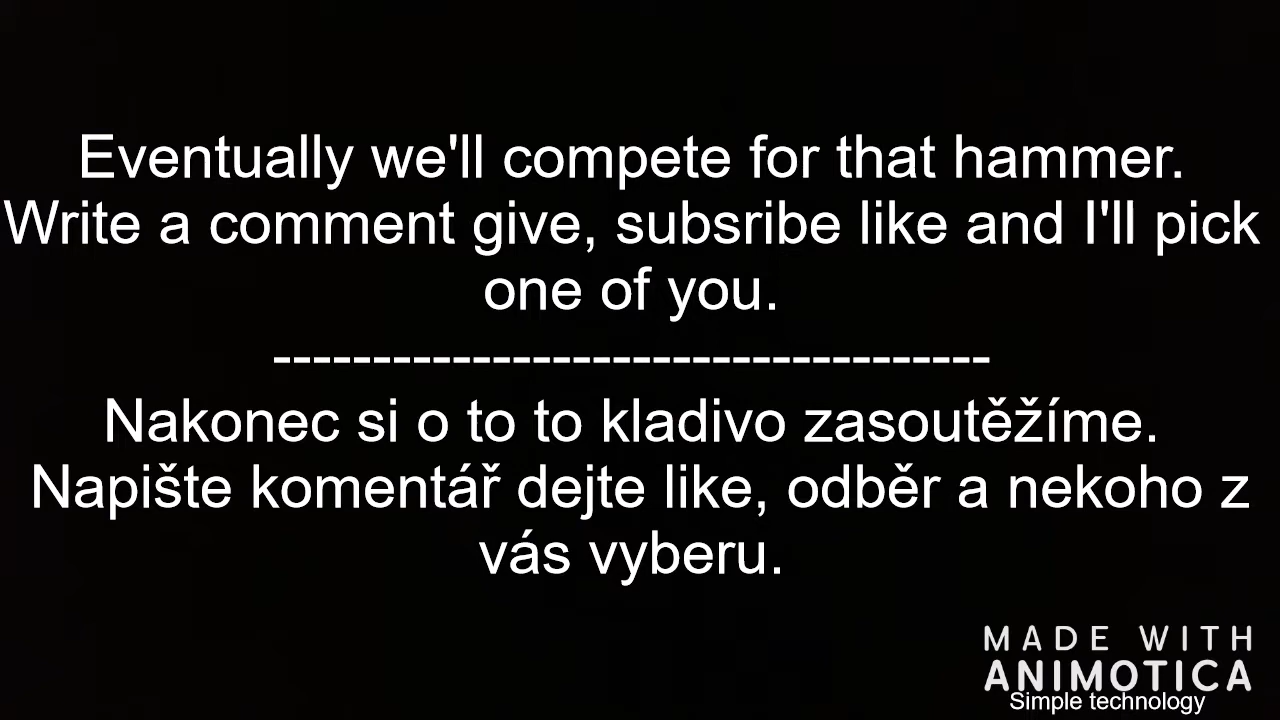 Eventually we'll compete for that hammer.
Write a comment give, subsribe like and I'll pick
one of you.
------------------------------------
Nakonec si o to to kladivo zasoutěžíme.
Napište komentář dejte like, odběr a nekoho z
vás vyberu.
MADE WITH
ANIMOTICA
Simple technology